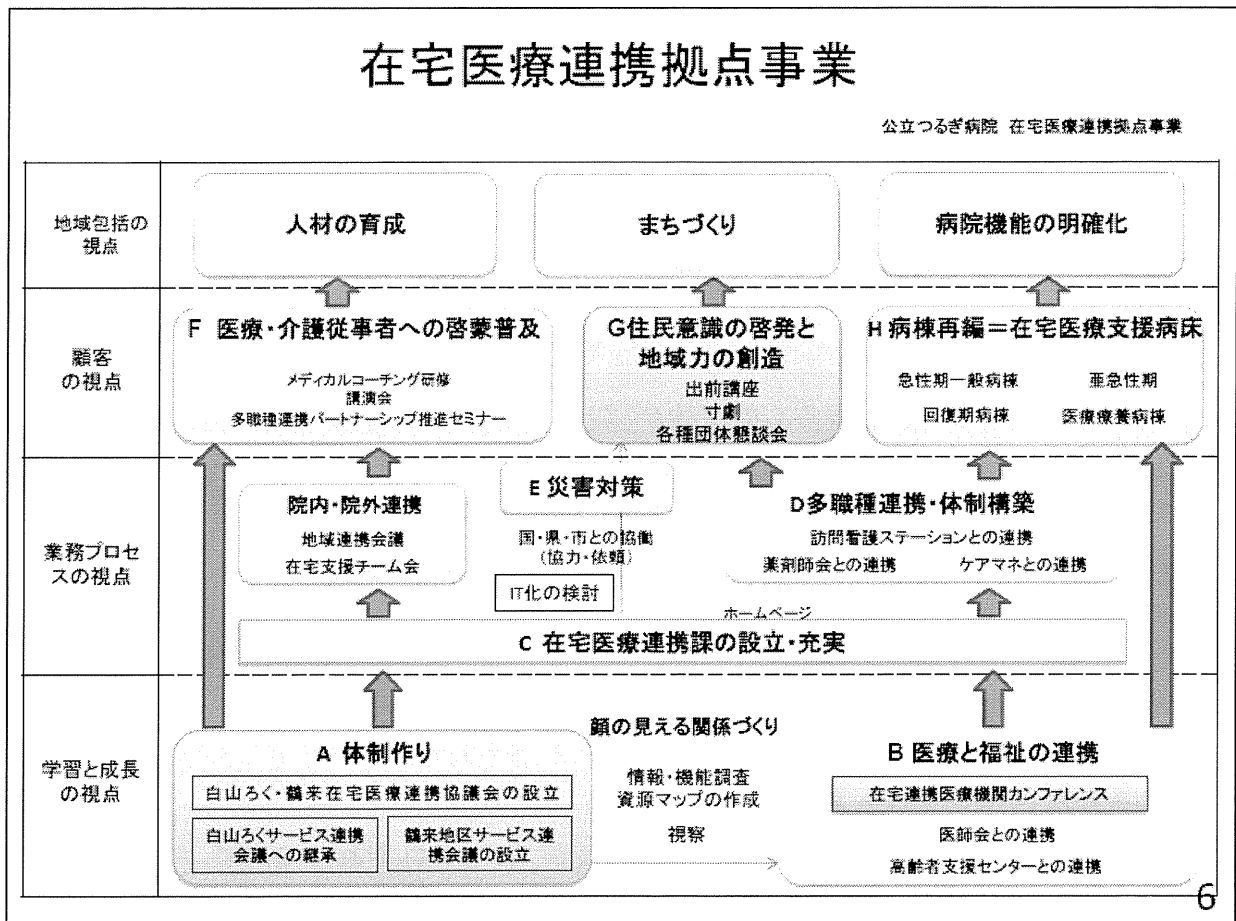 在宅医療連携拠点事業
公立つるぎ病院 在宅医療連携拠点事業
地域包括の
視点
人材の育成
まちづくり
病院機能の明確化
顧客
の視点
F 医療・介護従事者への啓蒙普及
メディカルコーチング研修
講演会
多職種連携パートナーシップ推進セミナー
G住民意識の啓発と
地域力の創造
出前講座
寸劇
各種団体懇談会
H 病棟再編＝在宅医療支援病床
急性期一般病棟
亜急性期
回復期病棟
医療療養病棟
業務プロセ
スの視点
院内・院外連携
地域連携会議
在宅支援チーム会
E 災害対策
国・県・市との協働
(協力・依頼)
IT化の検討
D多職種連携・体制構築
訪問看護ステーションとの連携
薬剤師会との連携
ケアマネとの連携
ホームページ
C 在宅医療連携課の設立・充実
学習と成長
の視点
A 体制作り
白山ろく・鶴来在宅医療連携協議会の設立
白山ろくサービス連携
会議への継承
鶴来地区サービス連
携会議の設立
顔の見える関係づくり
情報・機能調査
資源マップの作成
視察
B 医療と福祉の連携
在宅連携医療機関カンファレンス
医師会との連携
高齢者支援センターとの連携
6